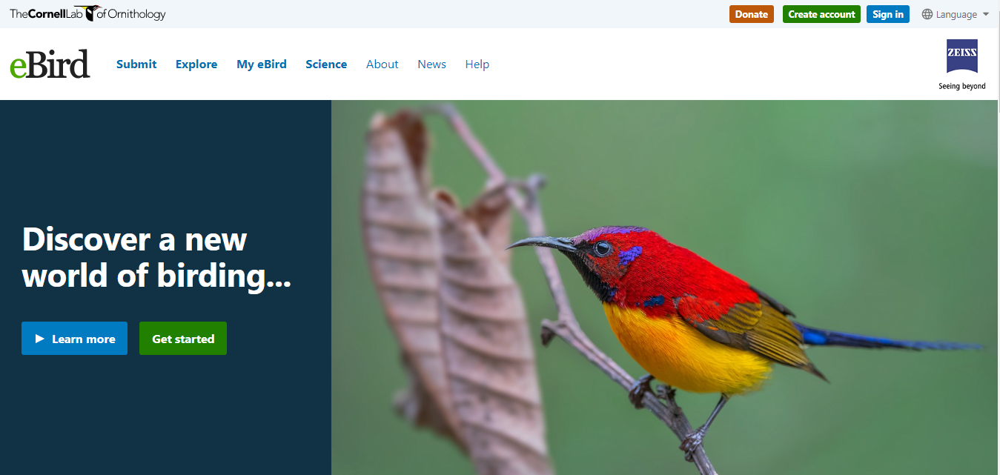 TheCornellLab of Ornithology
Donate
Create account
Sign in
Language
eBird
Submit
Explore
My eBird
Science
About
News
Help
ZEISS
Seeing beyond
Discover a new
world of birding...
Learn more
Get started